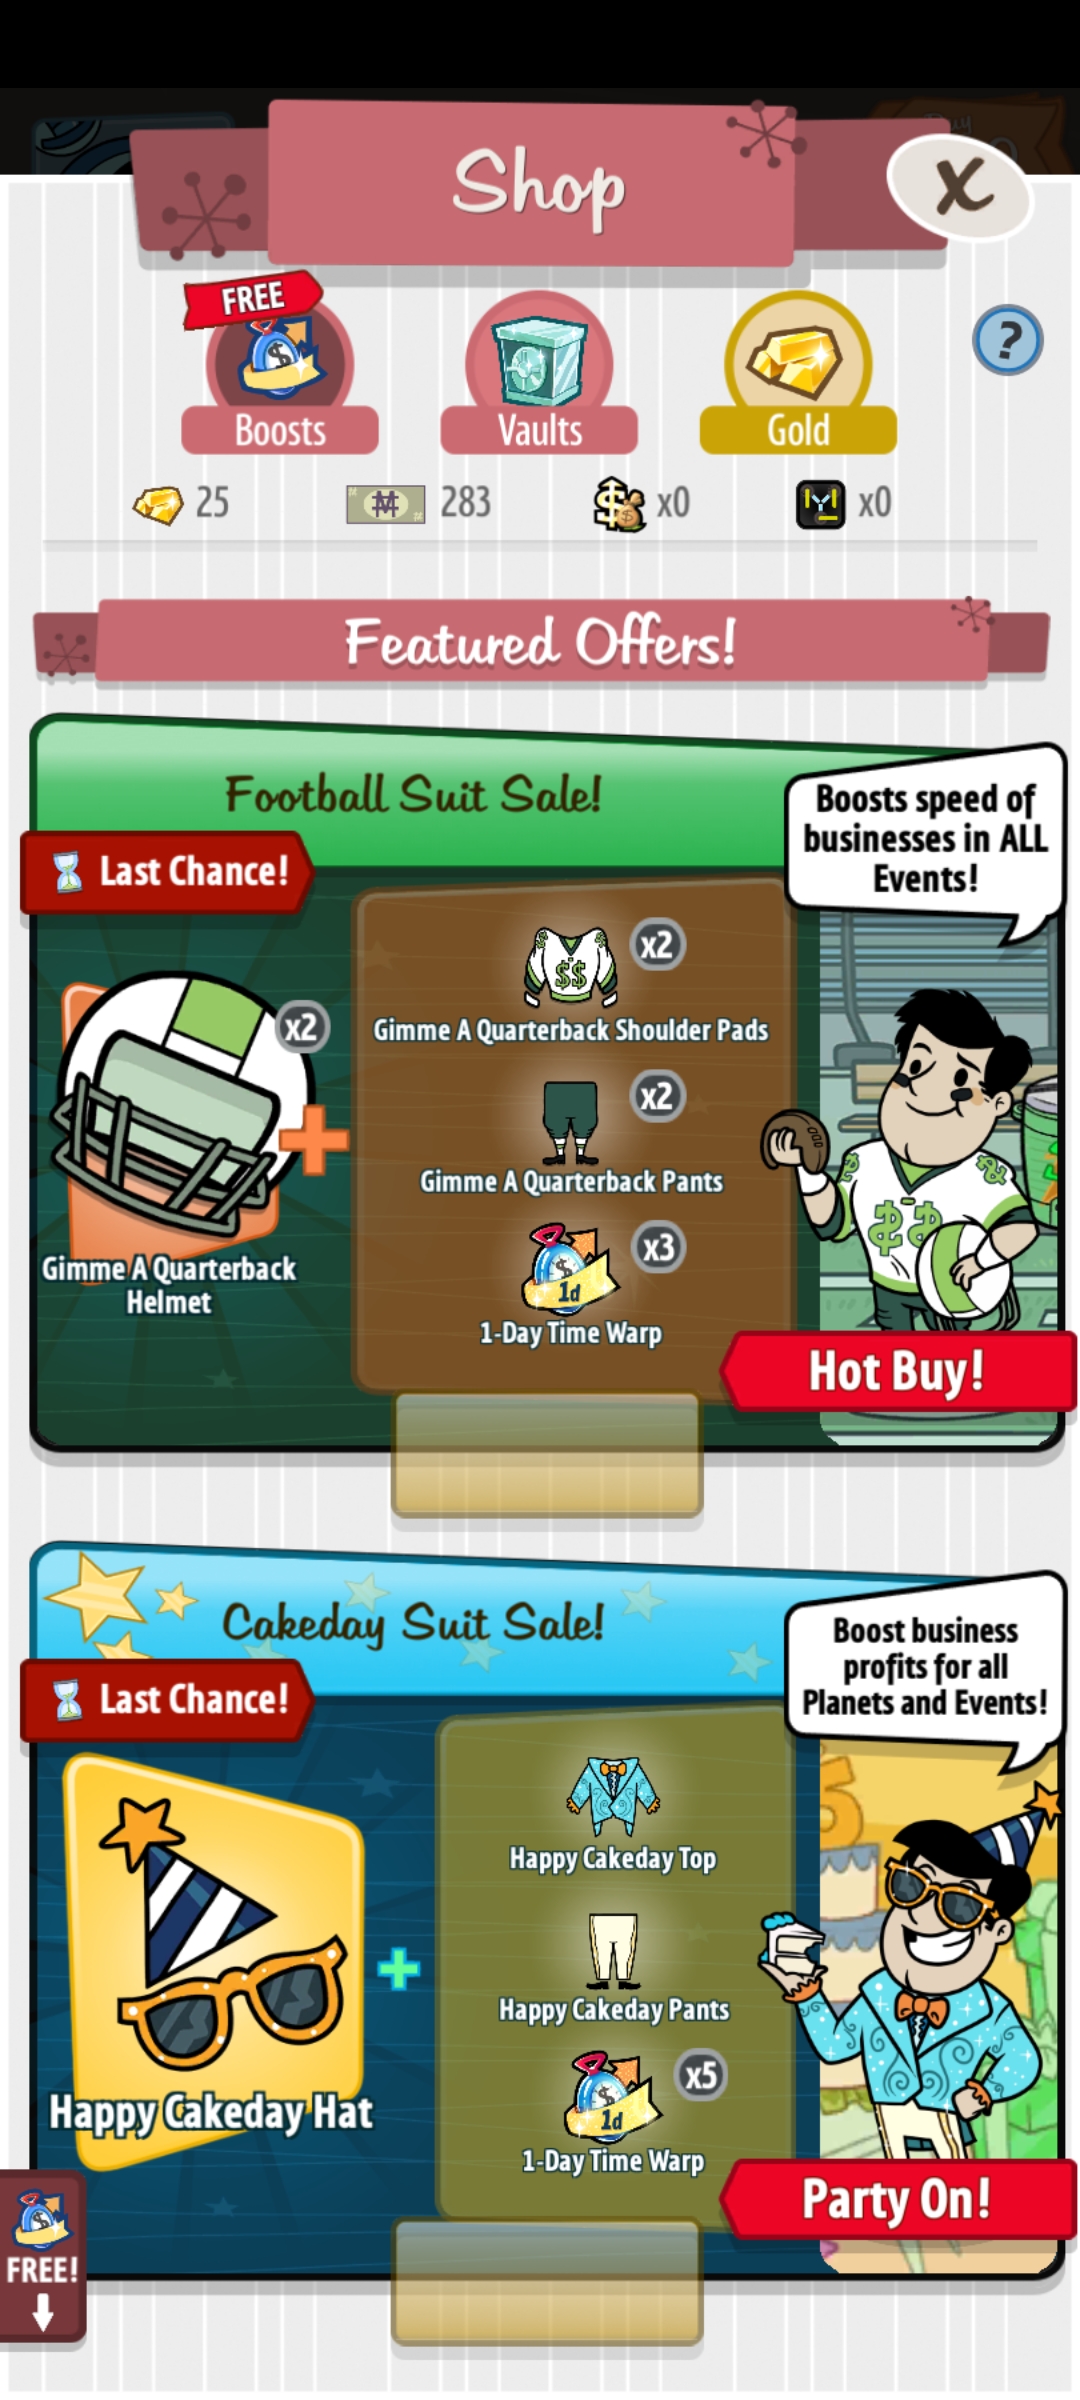 Shop
X
FREE
Boosts
Vaults
Gold
?
25
283
x0
x0
Featured Offers!
Football Suit Sale!
Boosts speed of
businesses in ALL
Events!
Last Chance!
x2
Gimme A Quarterback
Helmet
x2
Gimme A Quarterback Shoulder Pads
x2
Gimme A Quarterback Pants
x3
1d
1-Day Time Warp
Hot Buy!
Cakeday Suit Sale!
Boost business
profits for all
Planets and Events!
Last Chance!
Happy Cakeday Hat
Happy Cakeday Top
Happy Cakeday Pants
x5
1d
1-Day Time Warp
Party On!
FREE!